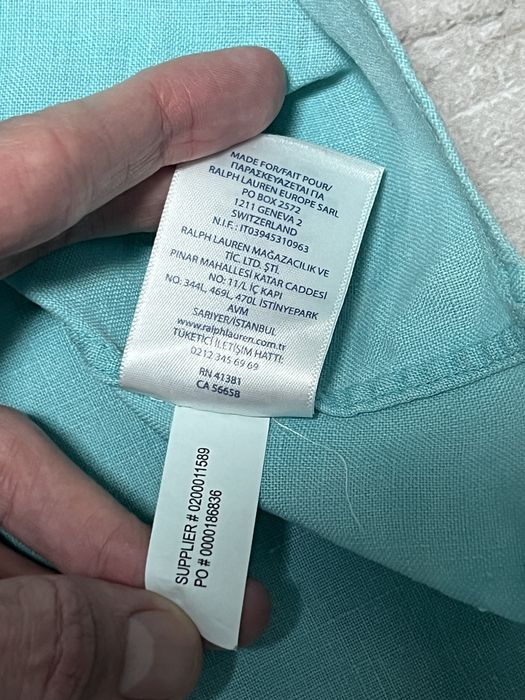 MADE FOR/FAIT POUR/
ΠΑΡΑΣΚΕΥΑΖΕΤΑΙ ΓΙΑ
RALPH LAUREN EUROPE SARL
PO BOX 2572
1211 GENEVA 2
SWITZERLAND
N.I.F.: IT03945310963
RALPH LAUREN MAĞAZACILIK VE
TİC. LTD. ŞTİ.
PINAR MAHALLESİ KATAR CADDESİ
NO: 11/L İÇ KAPI
NO: 344L, 469L, 470L İSTİNYEPARK
AVM
SARIYER/İSTANBUL
www.ralphlauren.com.tr
TÜKETİCİ İLETİŞİM HATTI:
0212 345 69 69
RN 41381
CA 56658
SUPPLIER # 0200011589
PO # 0000186836